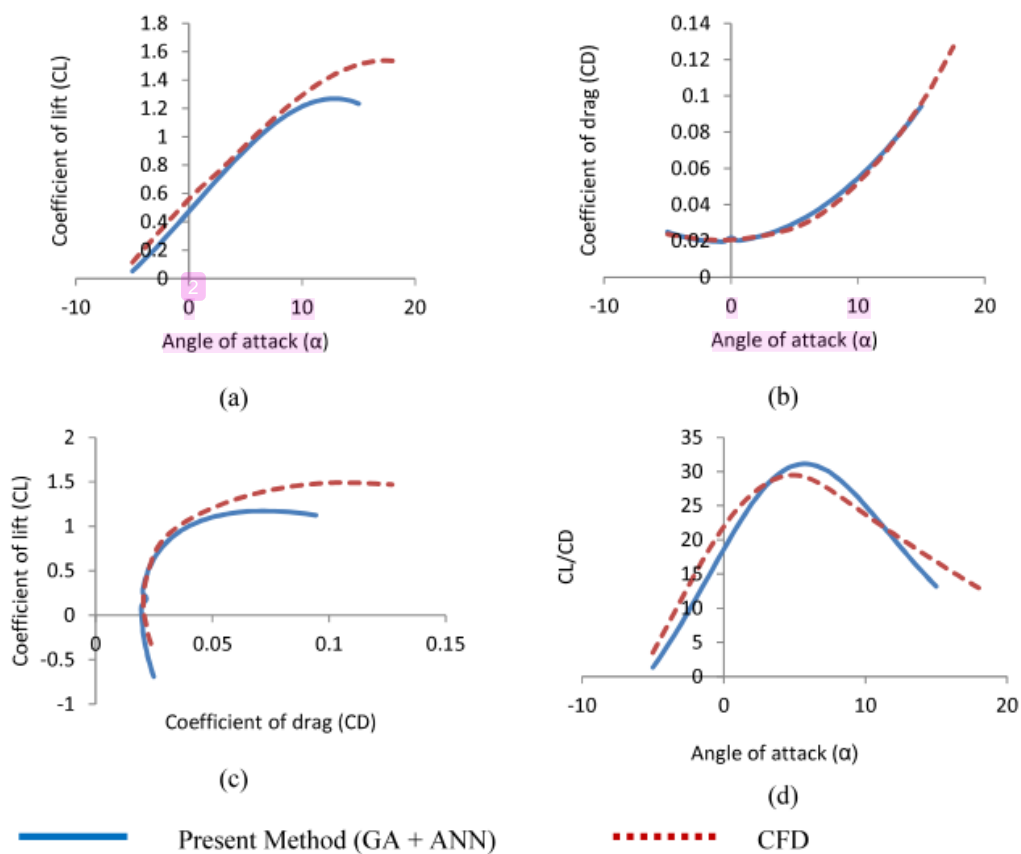 1.8
1.6
1.4
1.2
1
0.8
0.6
0.4
0.2
0
2
-10 0 10 20
Coefficient of lift (CL)
Angle of attack (α)
(a)
0.14
0.12
0.1
0.08
0.06
0.04
0.02
0
-10 0 10 20
Coefficient of drag (CD)
Angle of attack (α)
(b)
2
1.5
1
0.5
0
-0.5
-1
0 0.05 0.1 0.15
Coefficient of lift (CL)
Coefficient of drag (CD)
(c)
35
30
25
20
15
10
5
0
-10 0 10 20
CL/CD
Angle of attack (α)
(d)
Present Method (GA + ANN) CFD